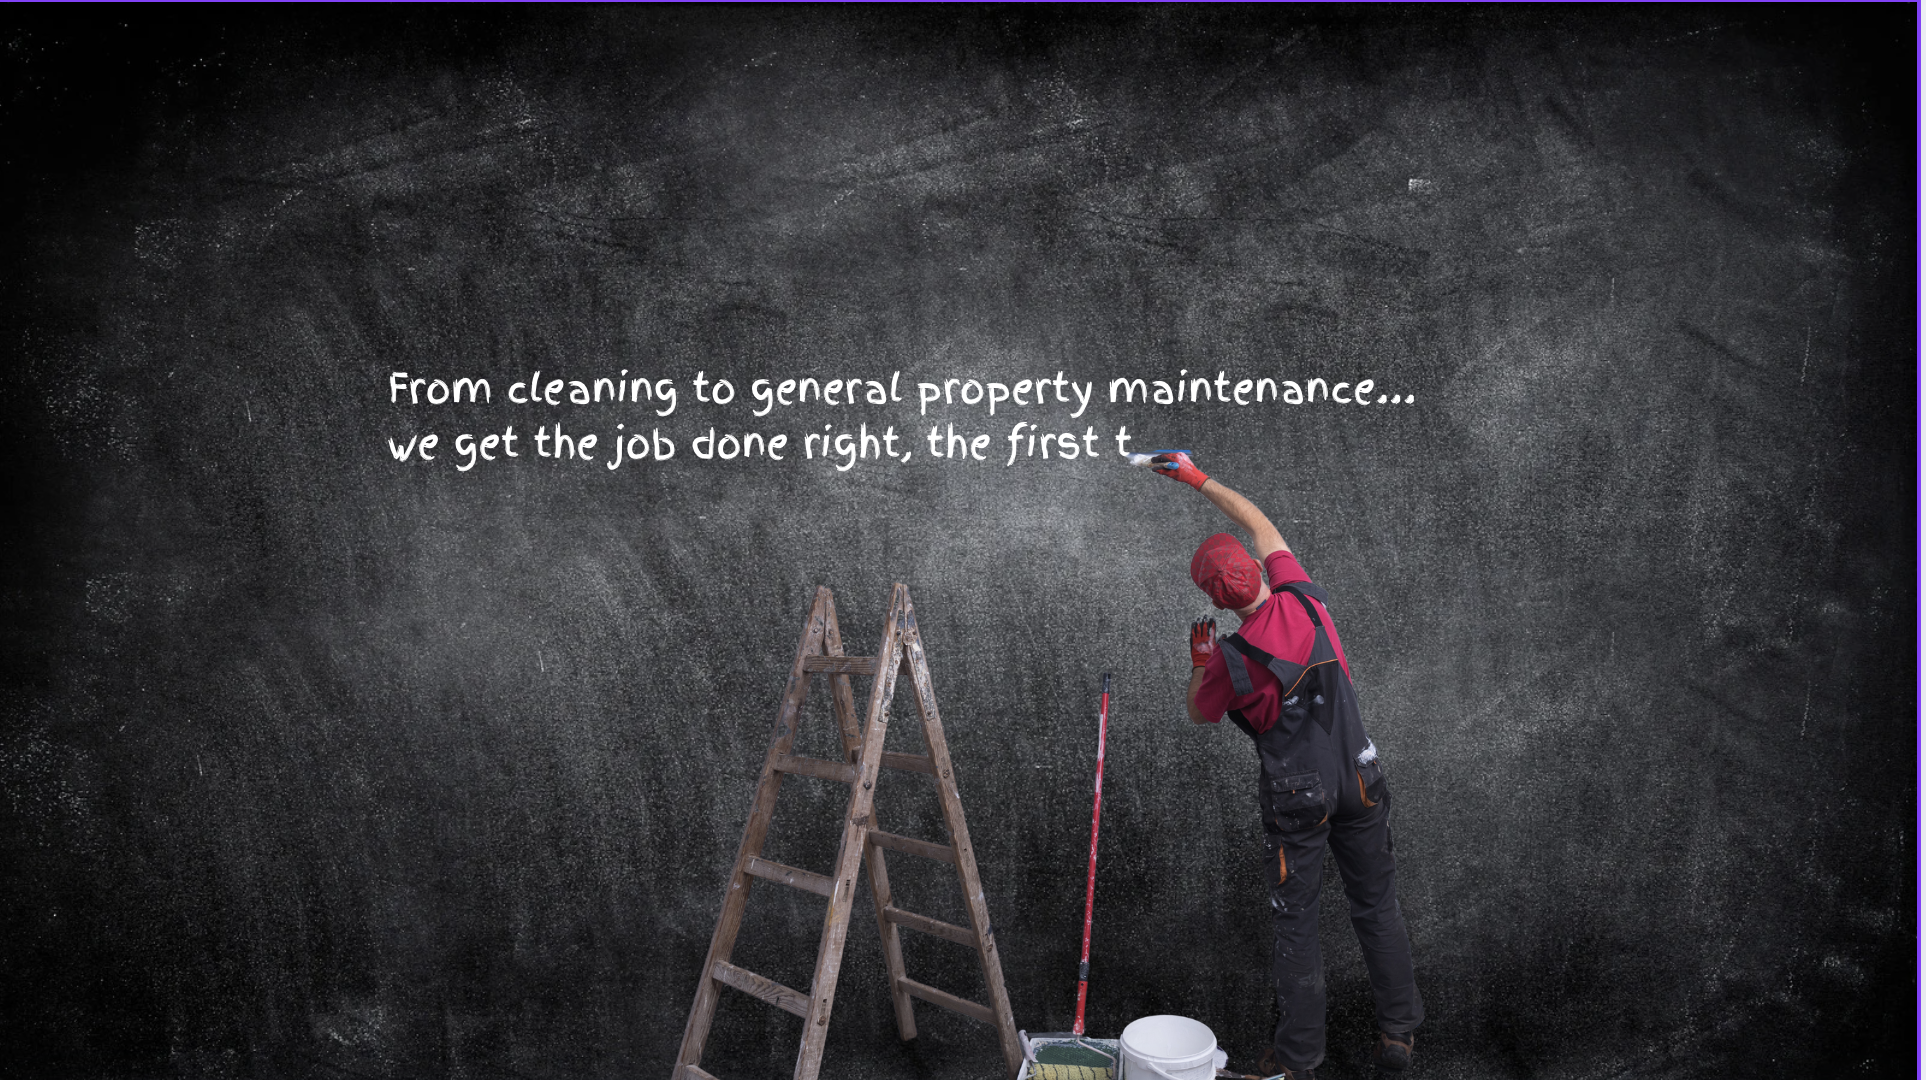 From cleaning to general property maintenance...
we get the job done right, the first t